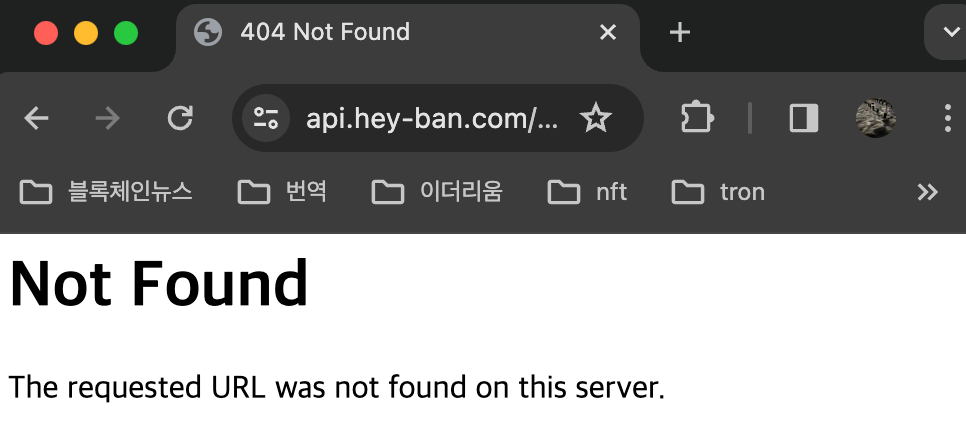 404 Not Found
api.hey-ban.com/...
블록체인뉴스 번역 이더리움 nft tron
Not Found
The requested URL was not found on this server.